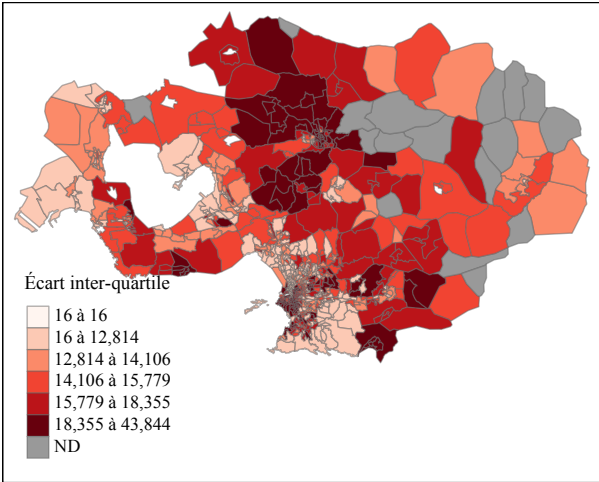 Écart inter-quartile
16 à 16
16 à 12,814
12,814 à 14,106
14,106 à 15,779
15,779 à 18,355
18,355 à 43,844
ND